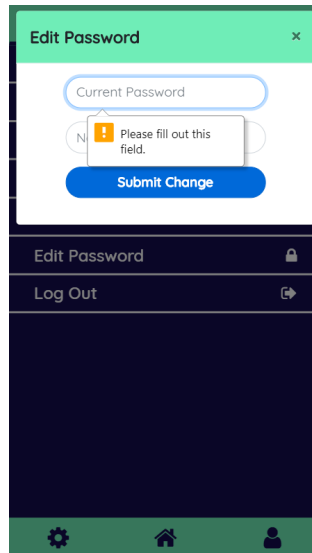 Edit Password ×
Current Password
Please fill out this
field.
Submit Change
Edit Password
Log Out